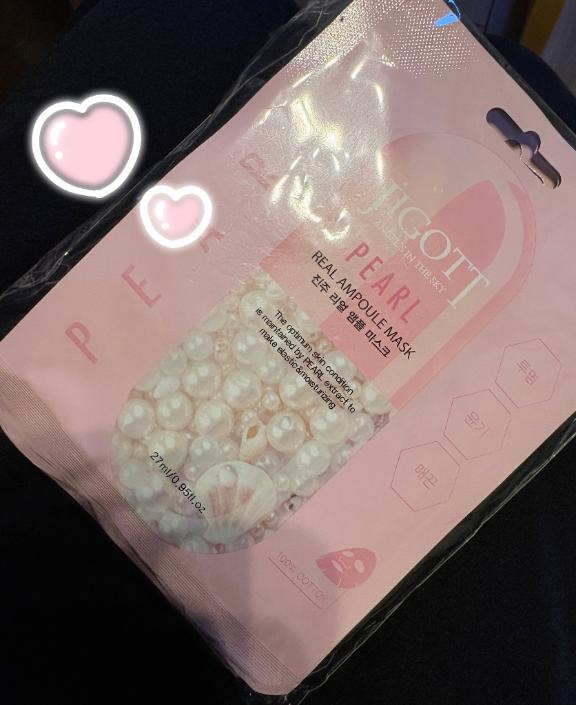 JIGOTT
PEARL
REAL AMPOULE MASK
진주 리얼 앰플 마스크
The optimum skin condition
is maintained by PEARL extract to
make elastic&moisturizing
투명
윤기
매끈
27ml/0.95fl.oz
100% COTTON